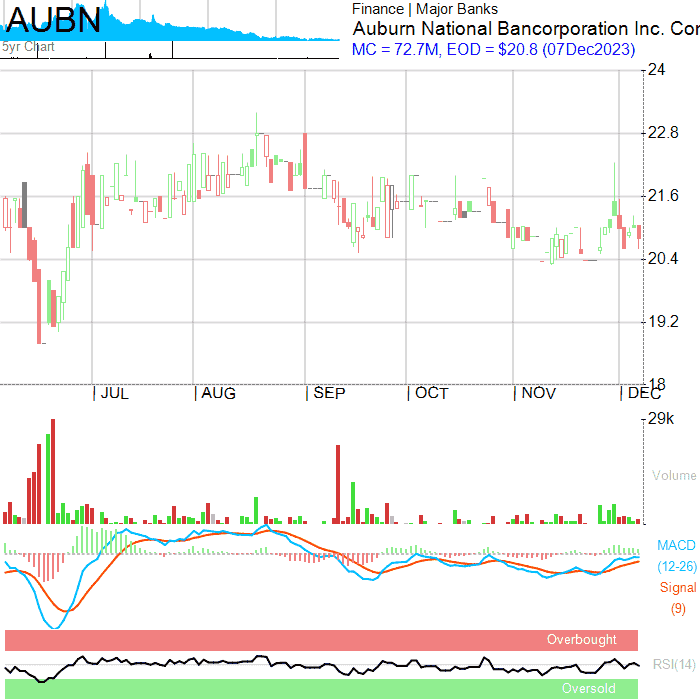 AUBN
5yr Chart
Finance | Major Banks
Auburn National Bancorporation Inc. Cor
MC = 72.7M, EOD = $20.8 (07Dec2023)
24
22.8
21.6
20.4
19.2
18
JUL
AUG
SEP
OCT
NOV
DEC
29k
Volume
MACD
(12-26)
Signal
(9)
Overbought
RSI(14)
Oversold